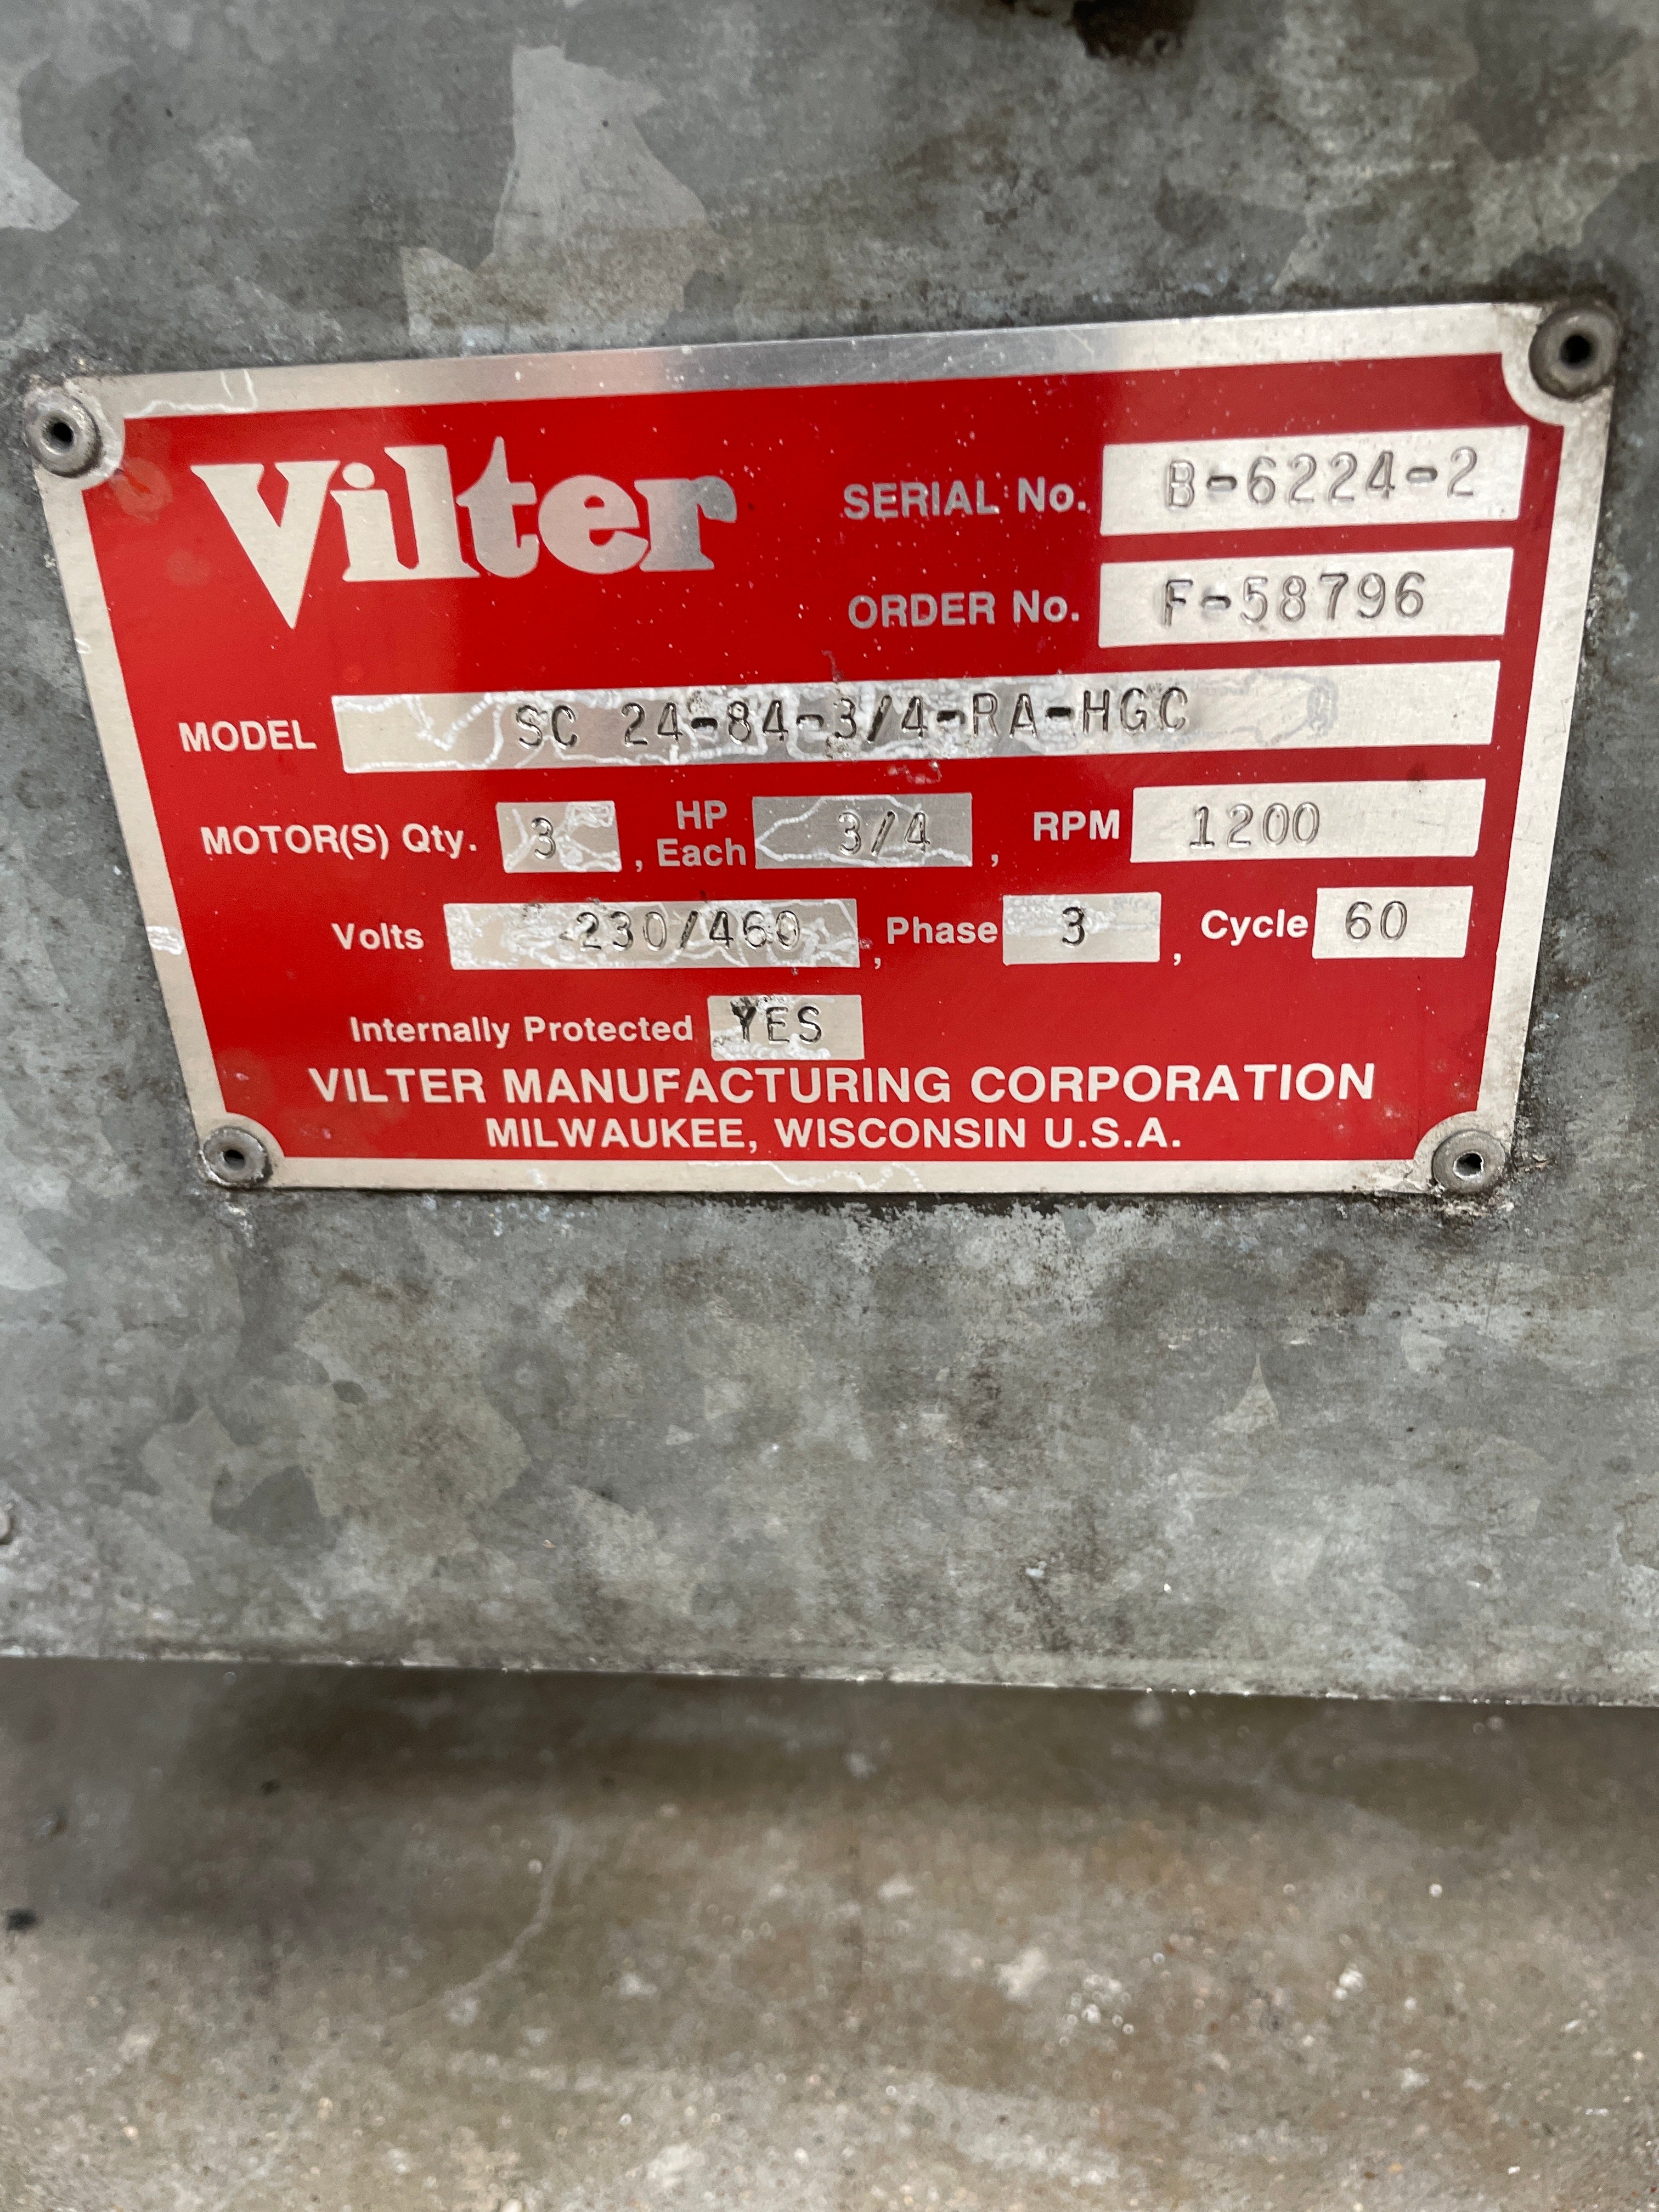 Vilter
SERIAL No. B-6224-2
ORDER No. F-58796
MODEL SC 24-84-3/4-RA-HGC
MOTOR(S) Qty. 3, HP Each 3/4, RPM 1200
Volts 230/460, Phase 3, Cycle 60
Internally Protected YES
VILTER MANUFACTURING CORPORATION
MILWAUKEE, WISCONSIN U.S.A.